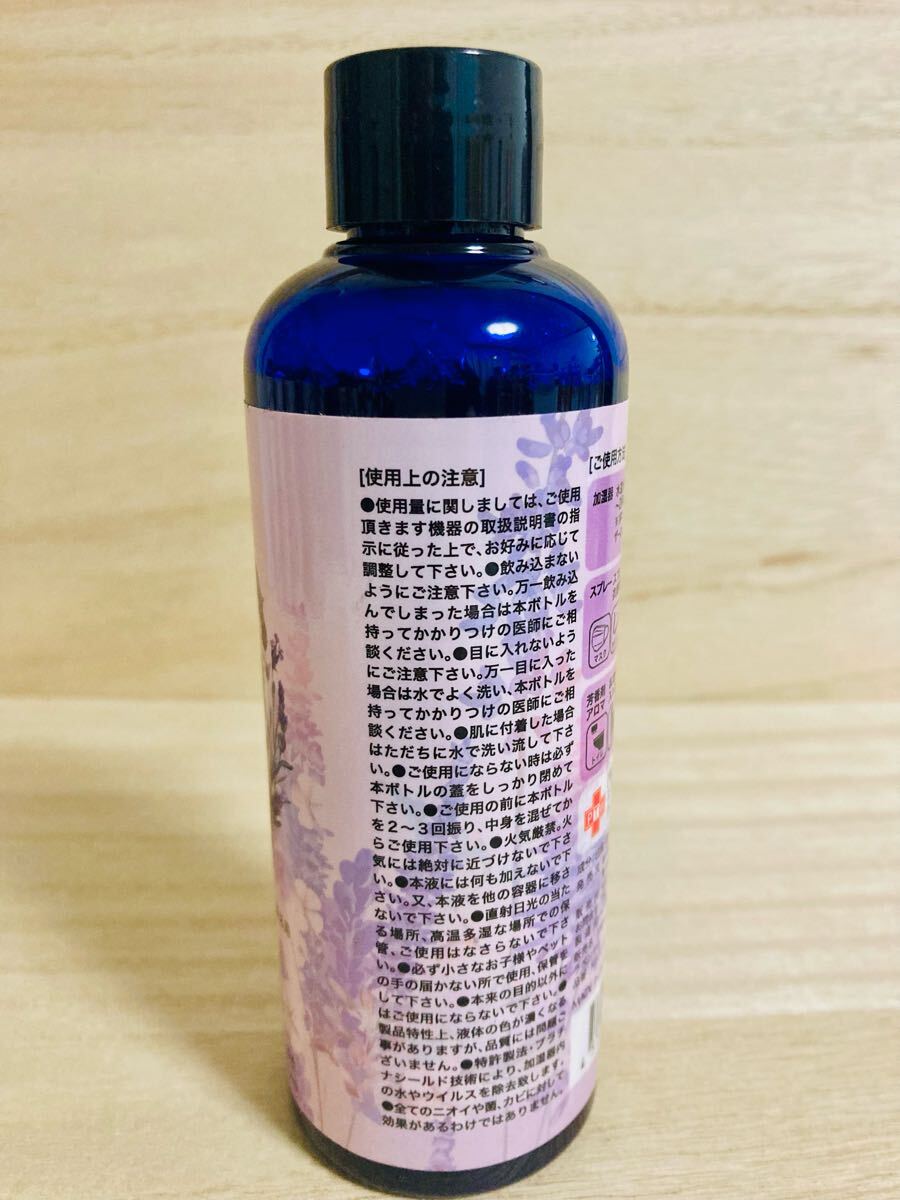 [使用上の注意]
●使用量に関しましては、ご使用
頂きます機器の取扱説明書の指
示に従った上で、お好みに応じて
調整して下さい。●飲み込まない
ようにご注意下さい。万一飲み込
んでしまった場合は本ボトルを
持ってかかりつけの医師にご相
談ください。●目に入れないよう
にご注意下さい。万一目に入った
場合は水でよく洗い、本ボトルを
持ってかかりつけの医師にご相
談ください。●肌に付着した場合
はただちに水で洗い流して下さ
い。●ご使用にならない時は必ず
本ボトルの蓋をしっかり閉めて
下さい。●ご使用の前に本ボトル
を2〜3回振り、中身を混ぜてか
らご使用下さい。●火気厳禁。火
気には絶対に近づけないで下さ
い。●本液には何も加えないで下
さい。又、本液を他の容器に移さ
ないで下さい。●直射日光の当た
る場所、高温多湿な場所での保
管、ご使用はなさらないで下さ
い。●必ず小さなお子様やペット
の手の届かない所で使用、保管を
して下さい。●本来の目的以外に
はご使用にならないで下さい。●
製品特性上、液体の色が濃くなる
事がありますが、品質には問題ご
ざいません。●特許製法・プラチ
ナシールド技術により、加湿器内
の水やウイルスを除去致します。
●全てのニオイや菌、カビに対して
効果があるわけではありません。
[ご使用方法
加湿器
スプレー
マスク
芳香剤
アロマ
トイレ